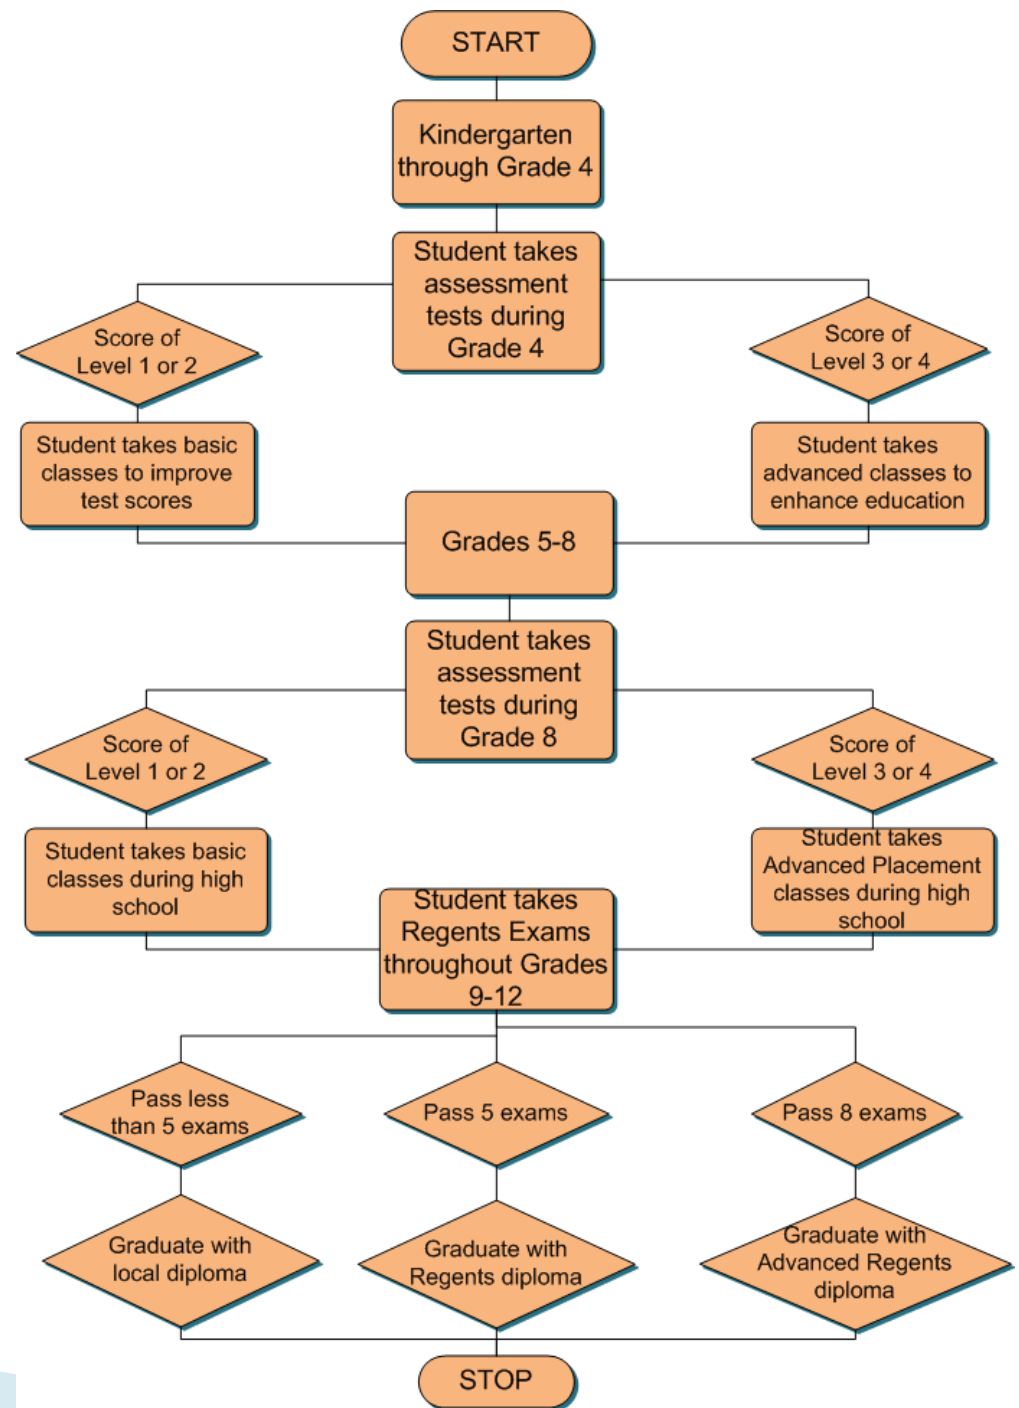 START
Kindergarten
through Grade 4
Student takes
assessment
tests during
Grade 4
Score of
Level 1 or 2
Score of
Level 3 or 4
Student takes basic
classes to improve
test scores
Student takes
advanced classes to
enhance education
Grades 5-8
Student takes
assessment
tests during
Grade 8
Score of
Level 1 or 2
Score of
Level 3 or 4
Student takes basic
classes during high
school
Student takes
Advanced Placement
classes during high
school
Student takes
Regents Exams
throughout Grades
9-12
Pass less
than 5 exams
Pass 5 exams
Pass 8 exams
Graduate with
local diploma
Graduate with
Regents diploma
Graduate with
Advanced Regents
diploma
STOP